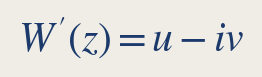 W′(z) = u − iv